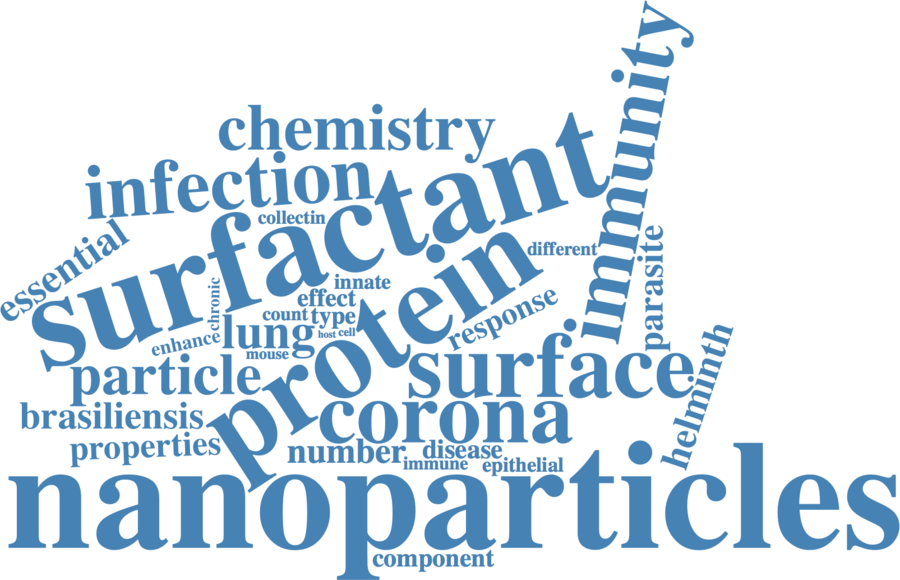 immunity
chemistry
infection
surfactant
collectin
essential
protein
different
parasite
chronic
innate
effect
count
type
response
enhance
lung
host
cell
mouse
helminth
particle
surface
brasiliensis
corona
properties
number
disease
immune
epithelial
nanoparticles
component